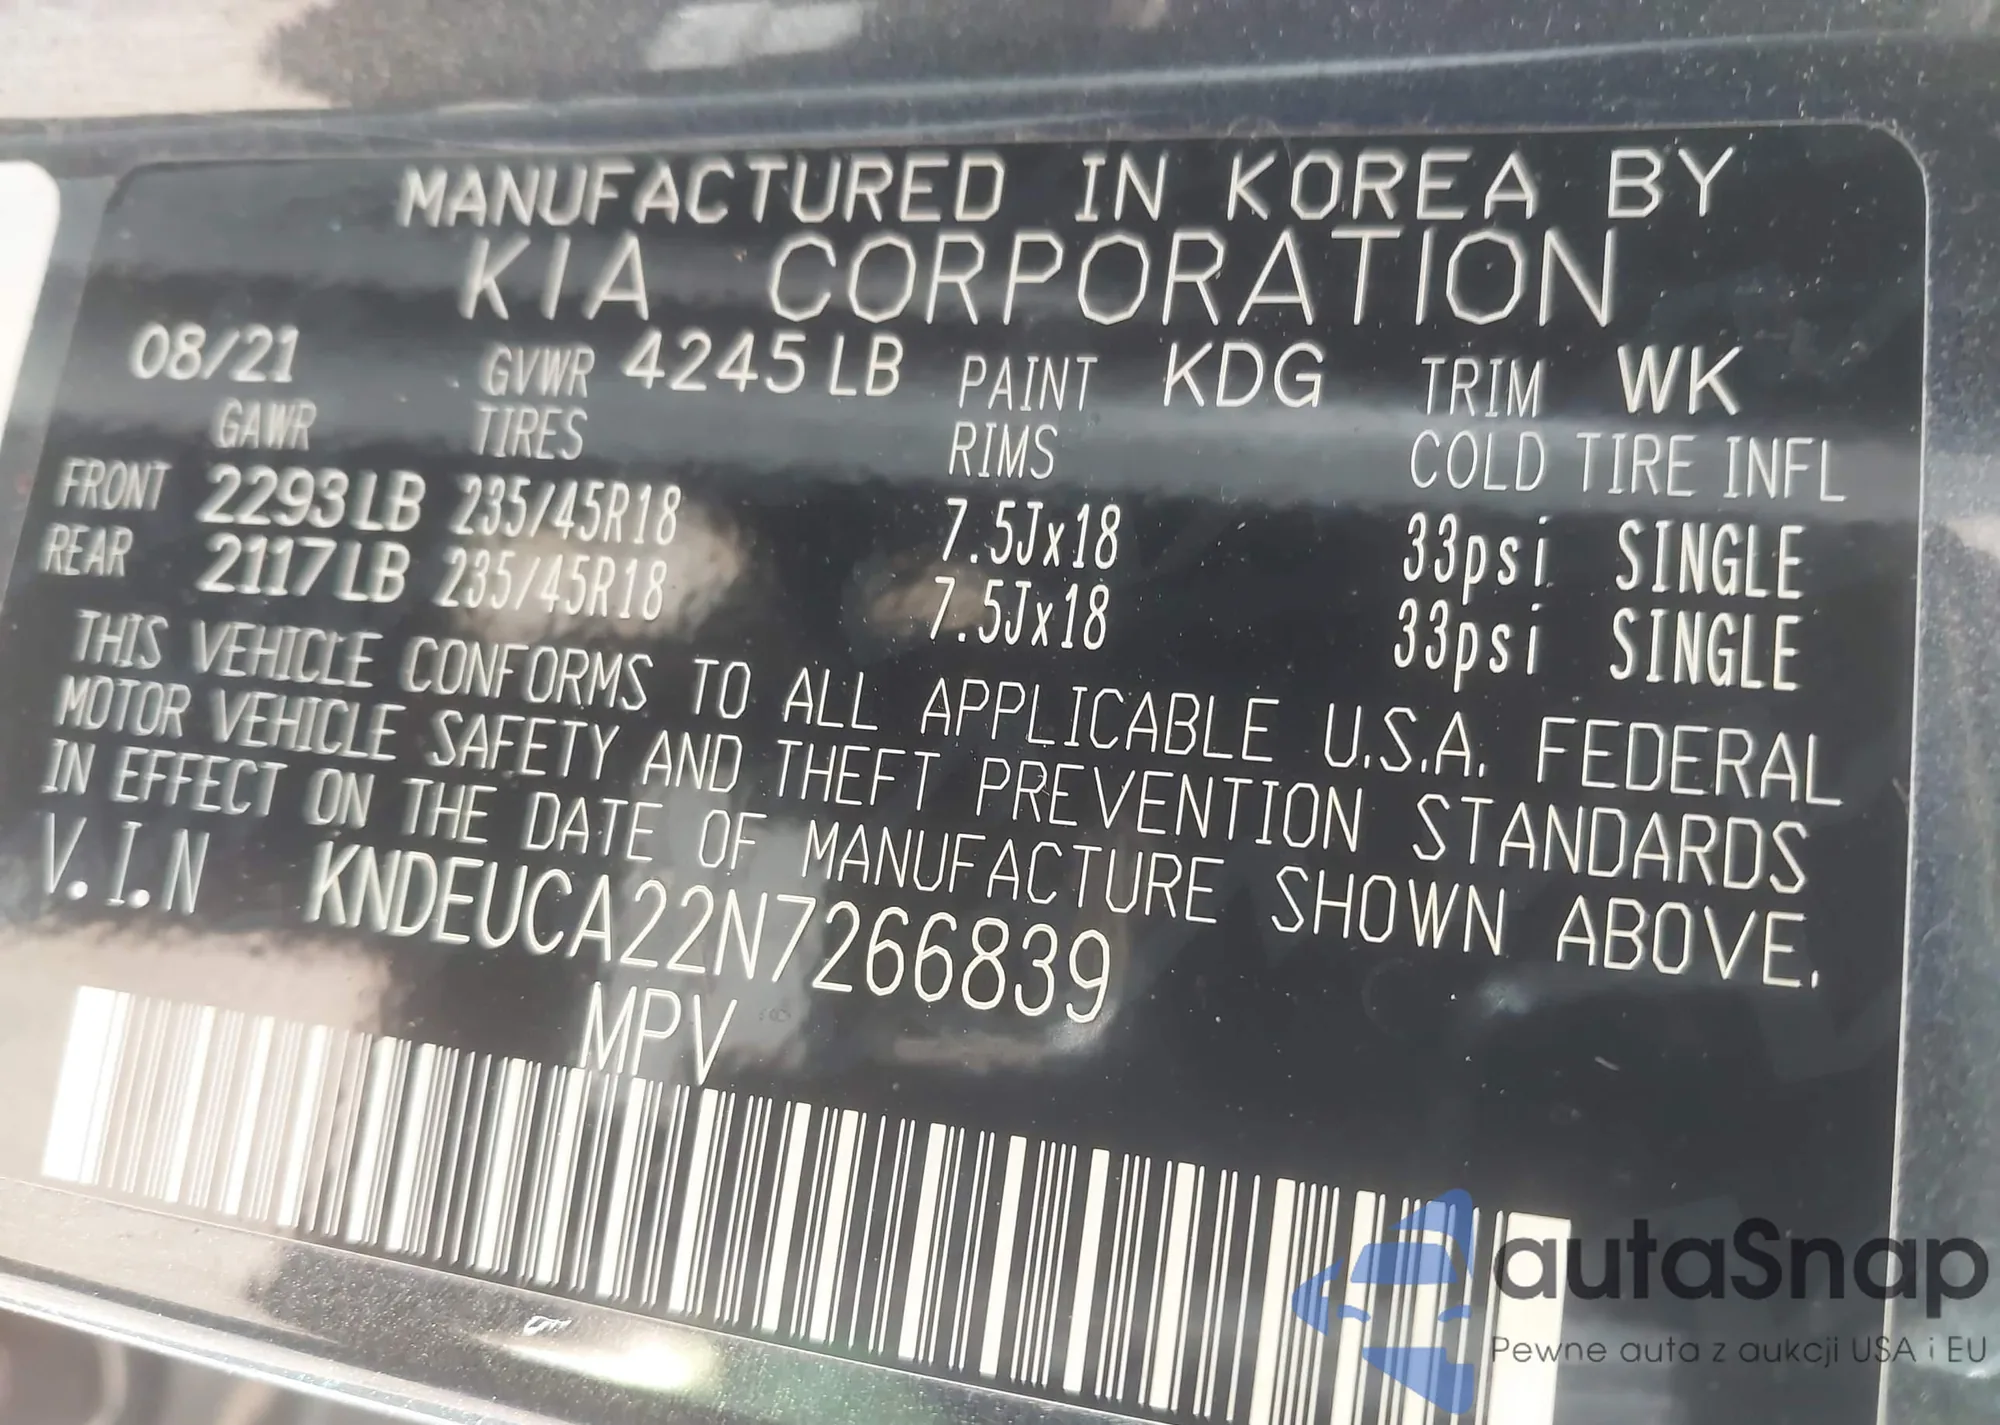 MANUFACTURED IN KOREA BY
KIA CORPORATION
08/21 GVWR 4245LB PAINT KDG TRIM WK
GAWR TIRES RIMS COLD TIRE INFL
FRONT 2293LB 235/45R18 7.5Jx18 33psi SINGLE
REAR 2117LB 235/45R18 7.5Jx18 33psi SINGLE
THIS VEHICLE CONFORMS TO ALL APPLICABLE U.S.A. FEDERAL
MOTOR VEHICLE SAFETY AND THEFT PREVENTION STANDARDS
IN EFFECT ON THE DATE OF MANUFACTURE SHOWN ABOVE.
V.I.N KNDEUCA22N7266839
MPV
autaSnap
Pewne auta z aukcji USA i EU